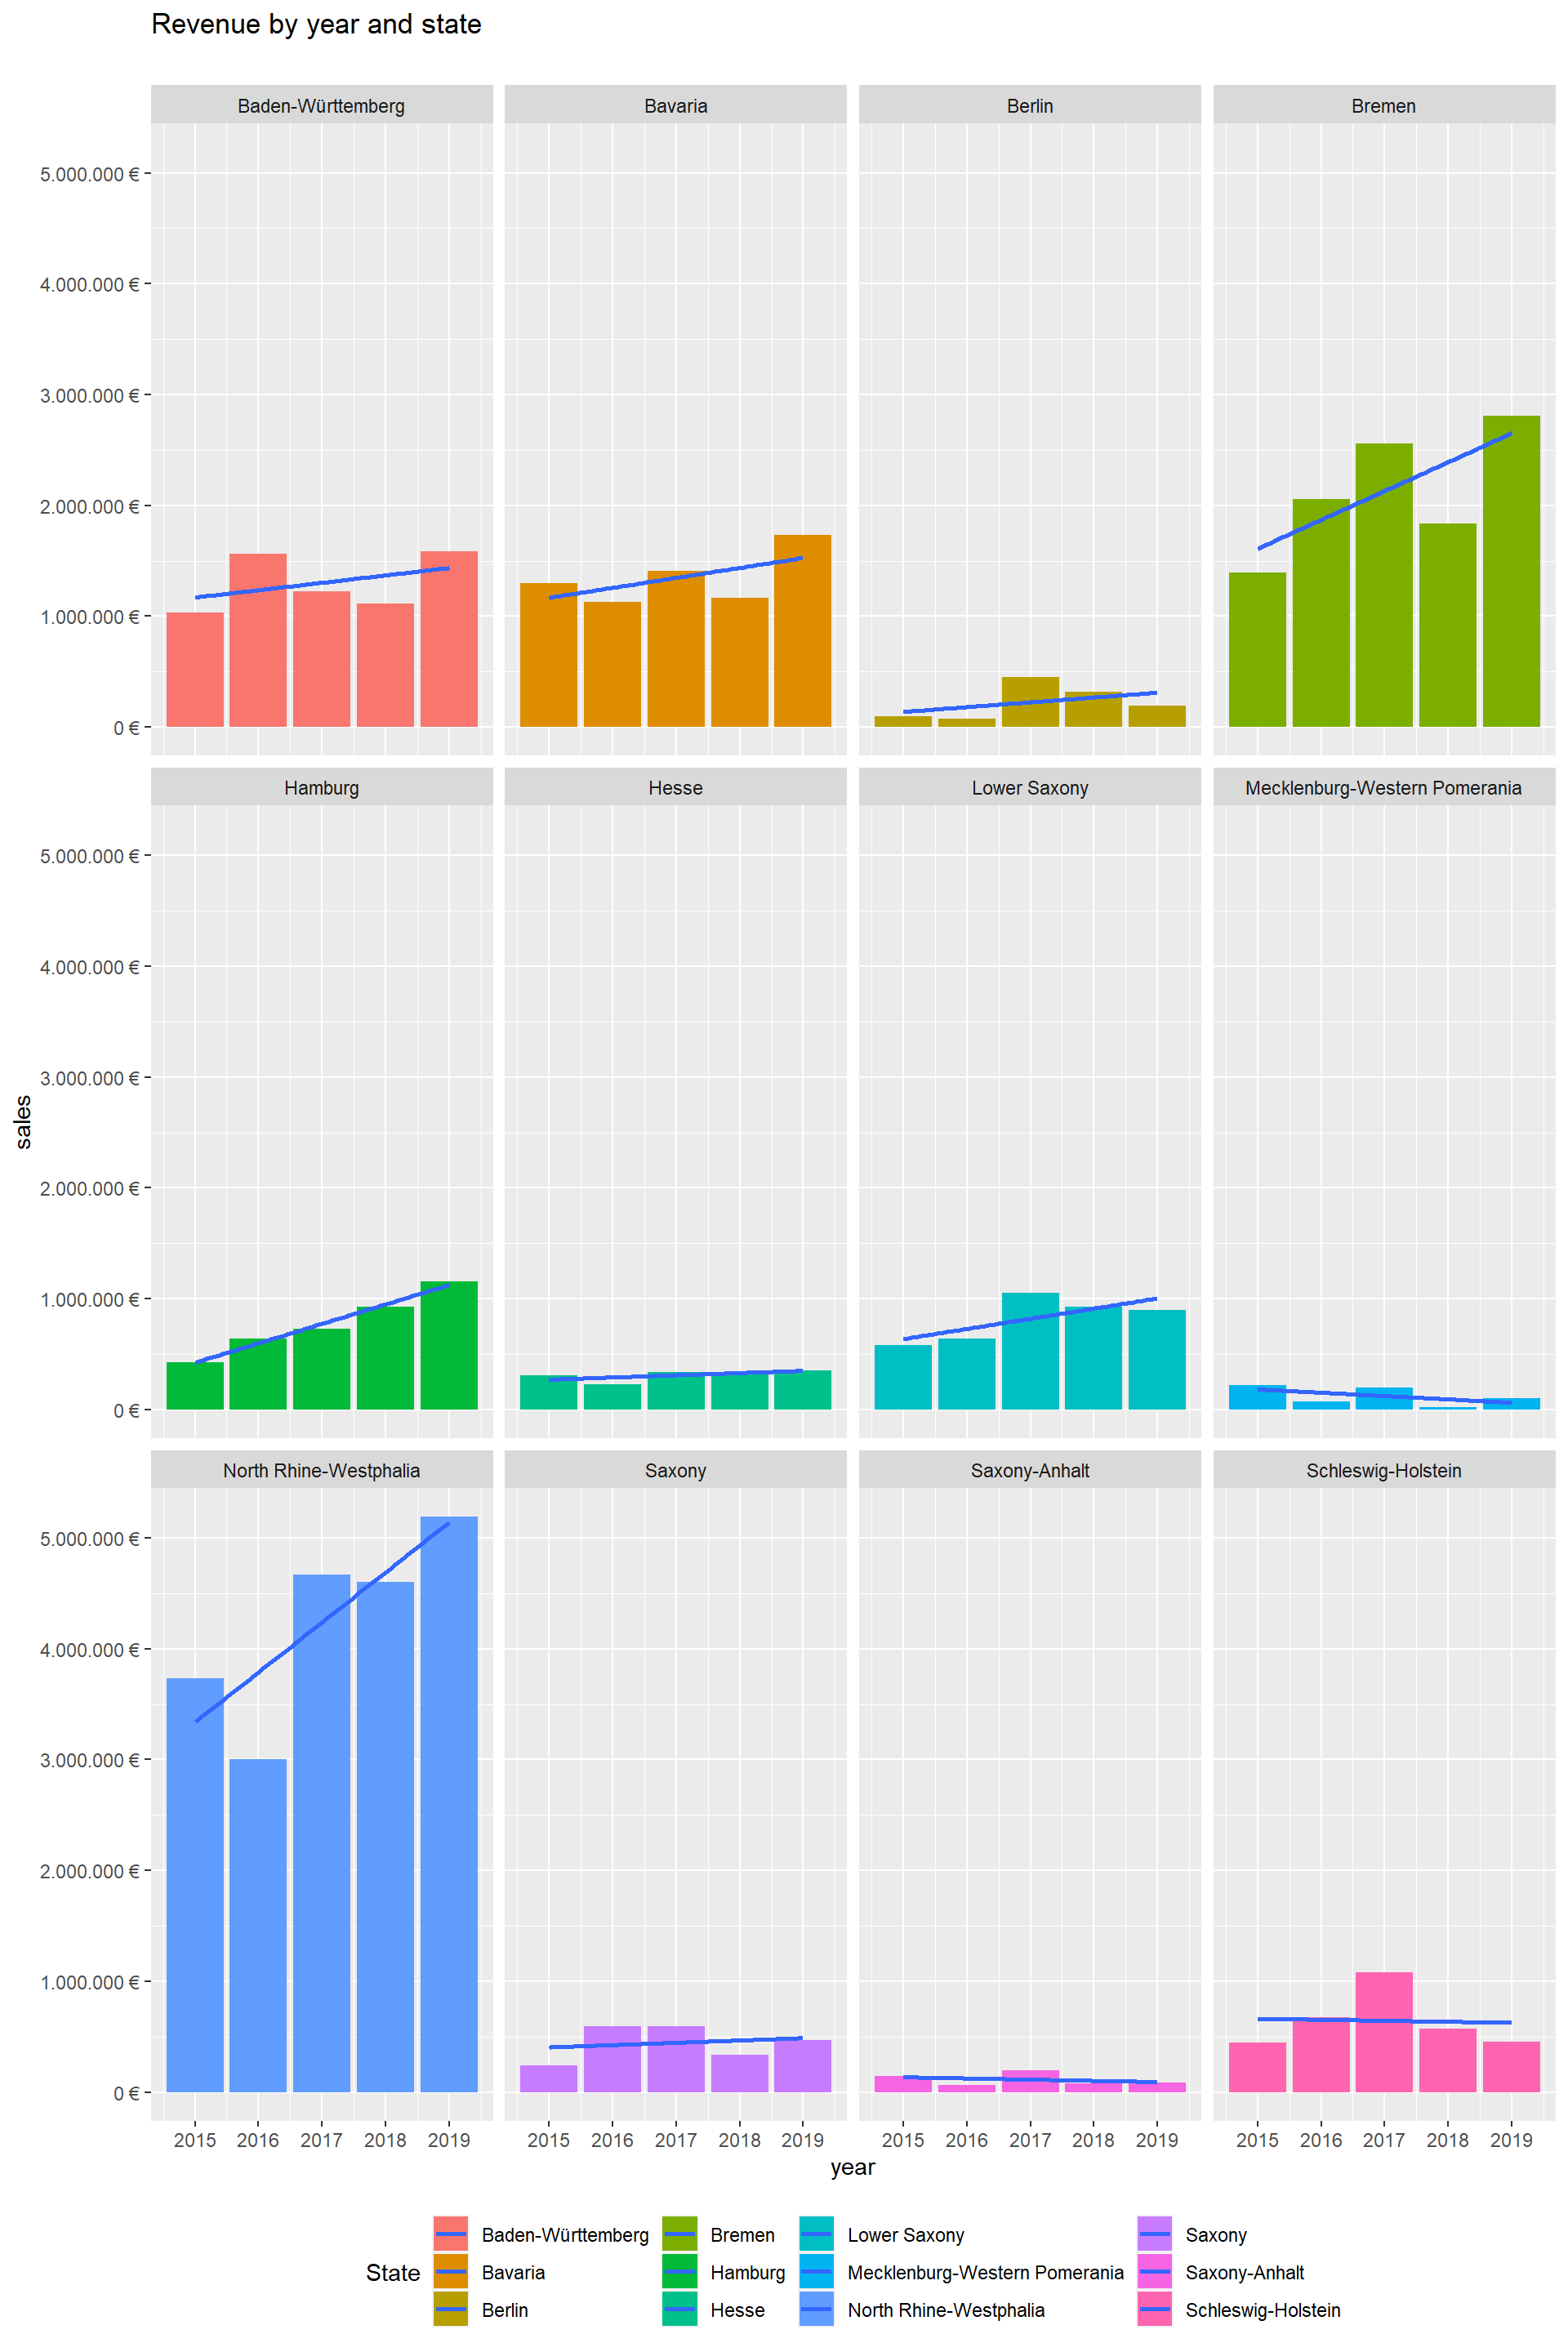 Revenue by year and state
Baden-Württemberg Bavaria Berlin Bremen
5.000.000 €
4.000.000 €
3.000.000 €
2.000.000 €
1.000.000 €
0 €
Hamburg Hesse Lower Saxony Mecklenburg-Western Pomerania
5.000.000 €
4.000.000 €
3.000.000 €
2.000.000 €
1.000.000 €
0 €
sales
North Rhine-Westphalia Saxony Saxony-Anhalt Schleswig-Holstein
5.000.000 €
4.000.000 €
3.000.000 €
2.000.000 €
1.000.000 €
0 €
2015 2016 2017 2018 2019 2015 2016 2017 2018 2019 2015 2016 2017 2018 2019 2015 2016 2017 2018 2019
year
State
Baden-Württemberg Bremen Lower Saxony Saxony
Bavaria Hamburg Mecklenburg-Western Pomerania Saxony-Anhalt
Berlin Hesse North Rhine-Westphalia Schleswig-Holstein